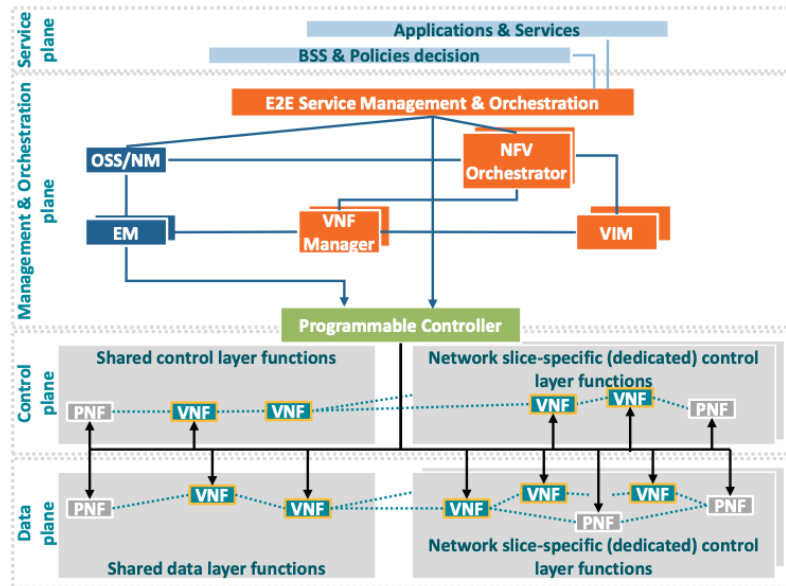 Service
plane
Applications & Services
BSS & Policies decision
Management & Orchestration
plane
E2E Service Management & Orchestration
OSS/NM
NFV
Orchestrator
EM
VNF
Manager
VIM
Programmable Controller
Control
plane
Shared control layer functions
Network slice-specific (dedicated) control
layer functions
PNF
VNF
VNF
VNF
VNF
PNF
Data
plane
PNF
VNF
VNF
VNF
VNF
PNF
VNF
PNF
Shared data layer functions
Network slice-specific (dedicated) control
layer functions